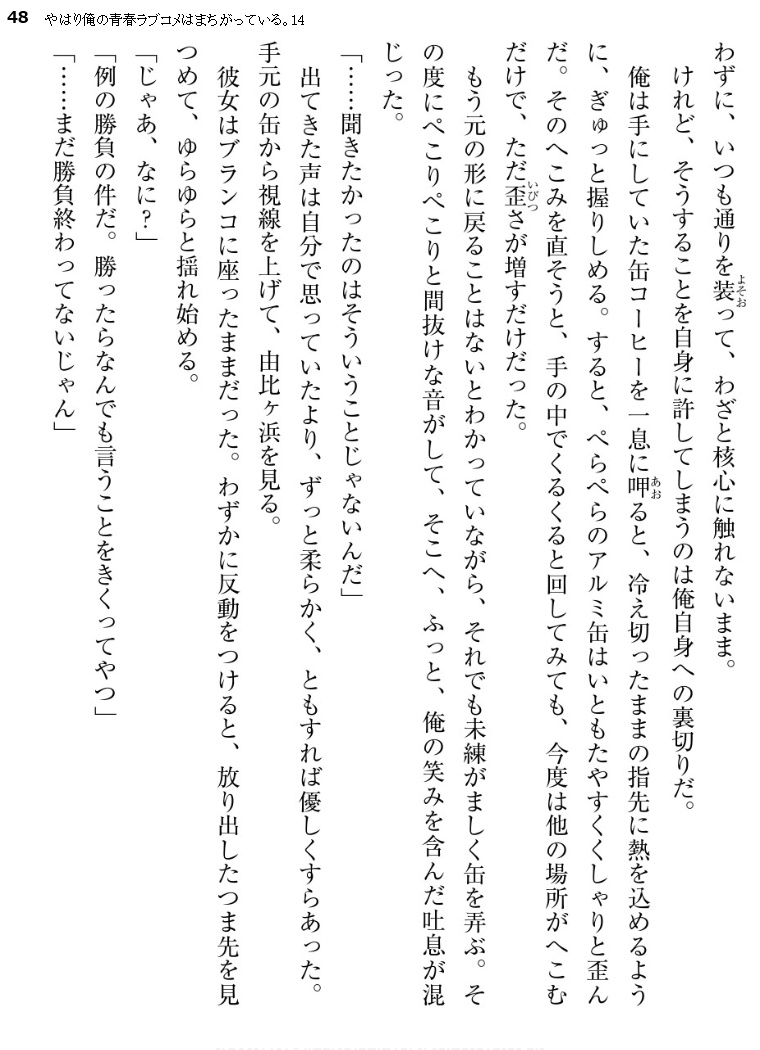 48 やはり俺の青春ラブコメはまちがっている。14
わずに、いつも通りを装って、わざと核心に触れないまま。
けれど、そうすることを自身に許してしまうのは俺自身への裏切りだ。
俺は手にしていた缶コーヒーを一息に呷ると、冷え切ったままの指先に熱を込めるよう
に、ぎゅっと握りしめる。すると、ぺらぺらのアルミ缶はいともたやすくくしゃりと歪ん
だ。そのへこみを直そうと、手の中でくるくると回してみても、今度は他の場所がへこむ
だけで、ただ歪さが増すだけだった。
もう元の形に戻ることはないとわかっていながら、それでも未練がましく缶を弄ぶ。そ
の度にぺこりぺこりと間抜けな音がして、そこへ、ふっと、俺の笑みを含んだ吐息が混
じった。
「……聞きたかったのはそういうことじゃないんだ」
出てきた声は自分で思っていたより、ずっと柔らかく、ともすれば優しくすらあった。
手元の缶から視線を上げて、由比ヶ浜を見る。
彼女はブランコに座ったままだった。わずかに反動をつけると、放り出したつま先を見
つめて、ゆらゆらと揺れ始める。
「じゃあ、なに?」
「例の勝負の件だ。勝ったらなんでも言うことをきくってやつ」
「……まだ勝負終わってないじゃん」